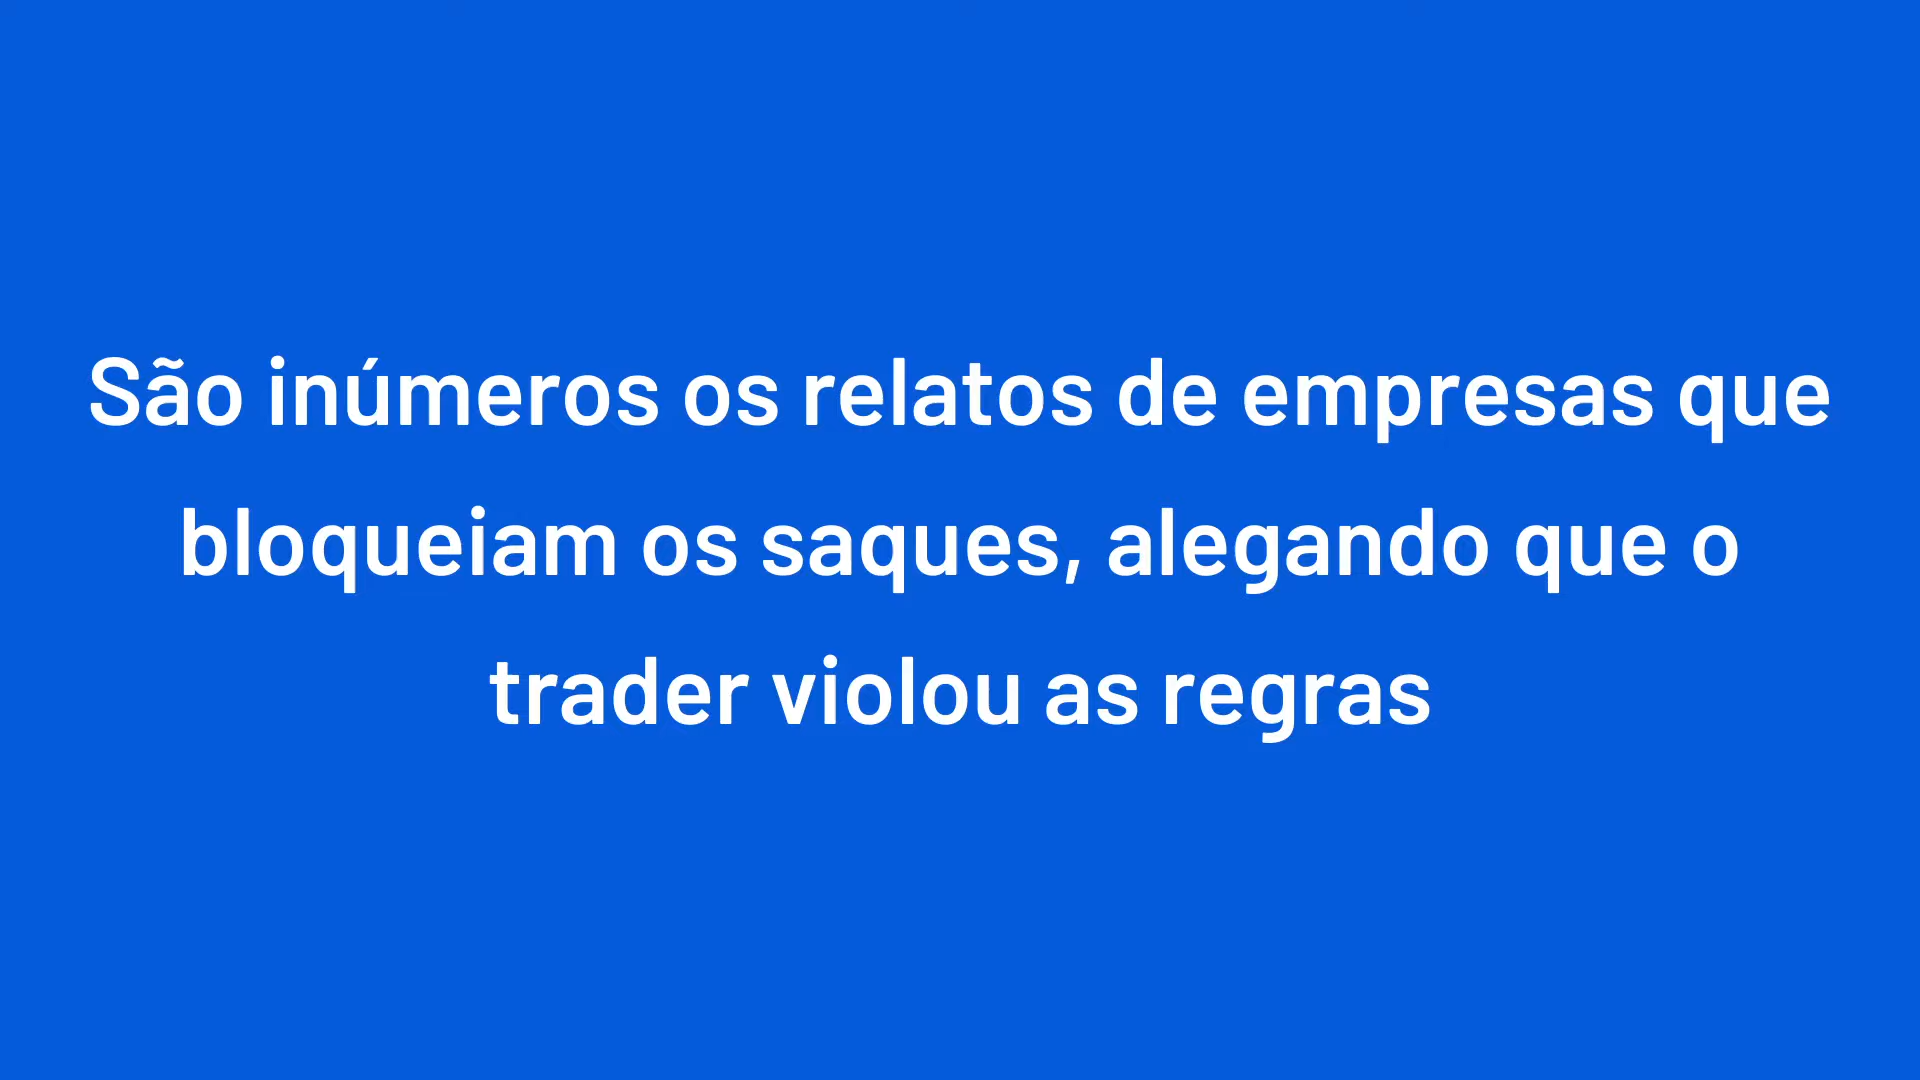 São inúmeros os relatos de empresas que
bloqueiam os saques, alegando que o
trader violou as regras